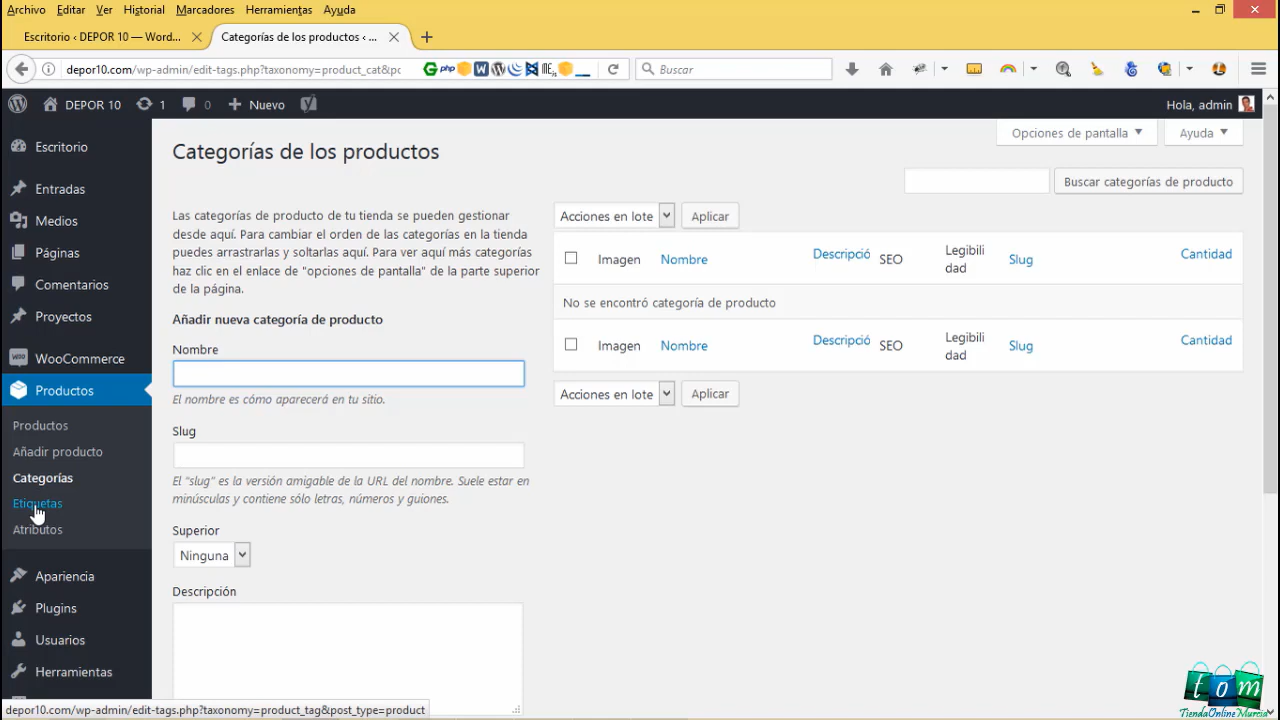 Archivo Editar Ver Historial Marcadores Herramientas Ayuda
Escritorio ‹ DEPOR 10 — Word...
Categorías de los productos ‹ ...
depor10.com/wp-admin/edit-tags.php?taxonomy=product_cat&pc
php
Buscar
DEPOR 10
1
0
Nuevo
Hola, admin
Opciones de pantalla
Ayuda
Escritorio
Entradas
Medios
Páginas
Comentarios
Proyectos
WooCommerce
Productos
Productos
Añadir producto
Categorías
Etiquetas
Atributos
Apariencia
Plugins
Usuarios
Herramientas
Categorías de los productos
Buscar categorías de producto
Las categorías de producto de tu tienda se pueden gestionar
desde aquí. Para cambiar el orden de las categorías en la tienda
puedes arrastrarlas y soltarlas aquí. Para ver aquí más categorías
haz clic en el enlace de "opciones de pantalla" de la parte superior
de la página.
Añadir nueva categoría de producto
Nombre
El nombre es cómo aparecerá en tu sitio.
Slug
El "slug" es la versión amigable de la URL del nombre. Suele estar en
minúsculas y contiene sólo letras, números y guiones.
Superior
Ninguna
Descripción
Acciones en lote
Aplicar
Imagen Nombre Descripció SEO Legibili
dad Slug Cantidad
No se encontró categoría de producto
Imagen Nombre Descripció SEO Legibili
dad Slug Cantidad
Acciones en lote
Aplicar
depor10.com/wp-admin/edit-tags.php?taxonomy=product_tag&post_type=product
tom
TiendaOnlineMurcia